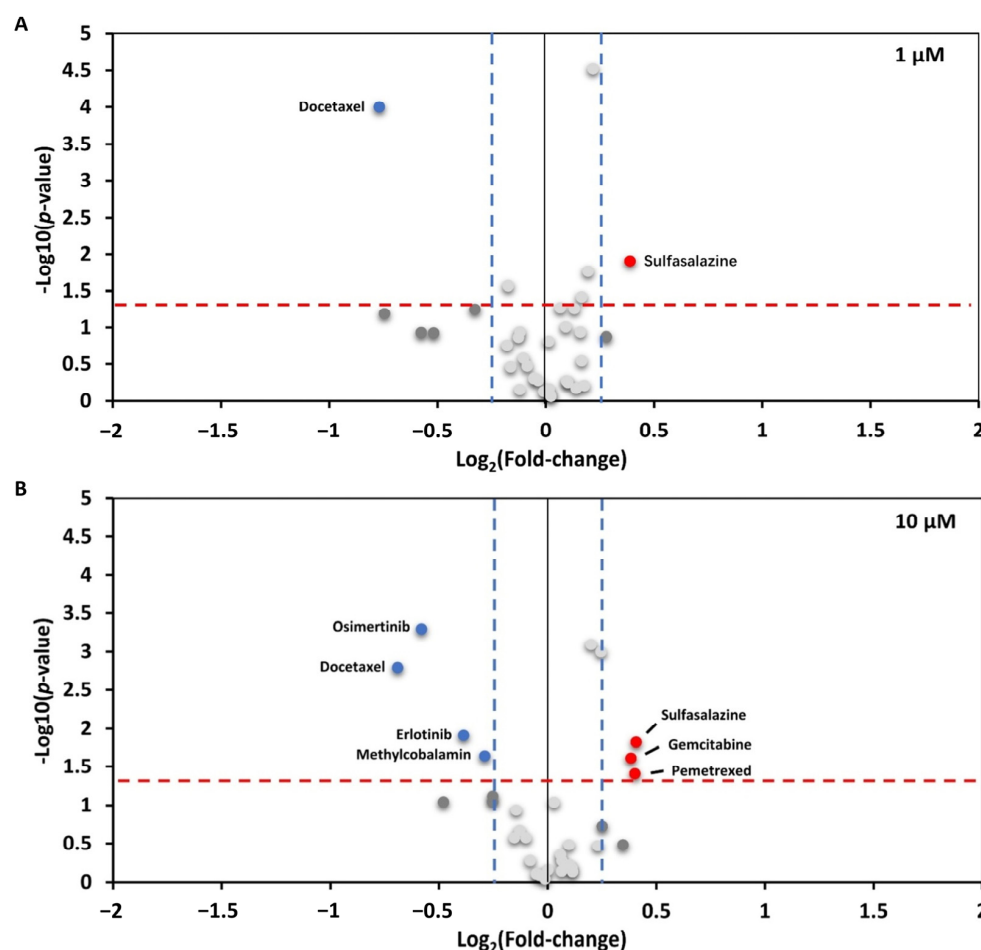 A
1 µM
5
4.5
4
3.5
3
2.5
2
1.5
1
0.5
0
-Log10(p-value)
Docetaxel
Sulfasalazine
−2
−1.5
−1
−0.5
0
0.5
1
1.5
2
Log₂(Fold-change)
B
10 µM
5
4.5
4
3.5
3
2.5
2
1.5
1
0.5
0
-Log10(p-value)
Osimertinib
Docetaxel
Erlotinib
Methylcobalamin
Sulfasalazine
Gemcitabine
Pemetrexed
−2
−1.5
−1
−0.5
0
0.5
1
1.5
2
Log₂(Fold-change)